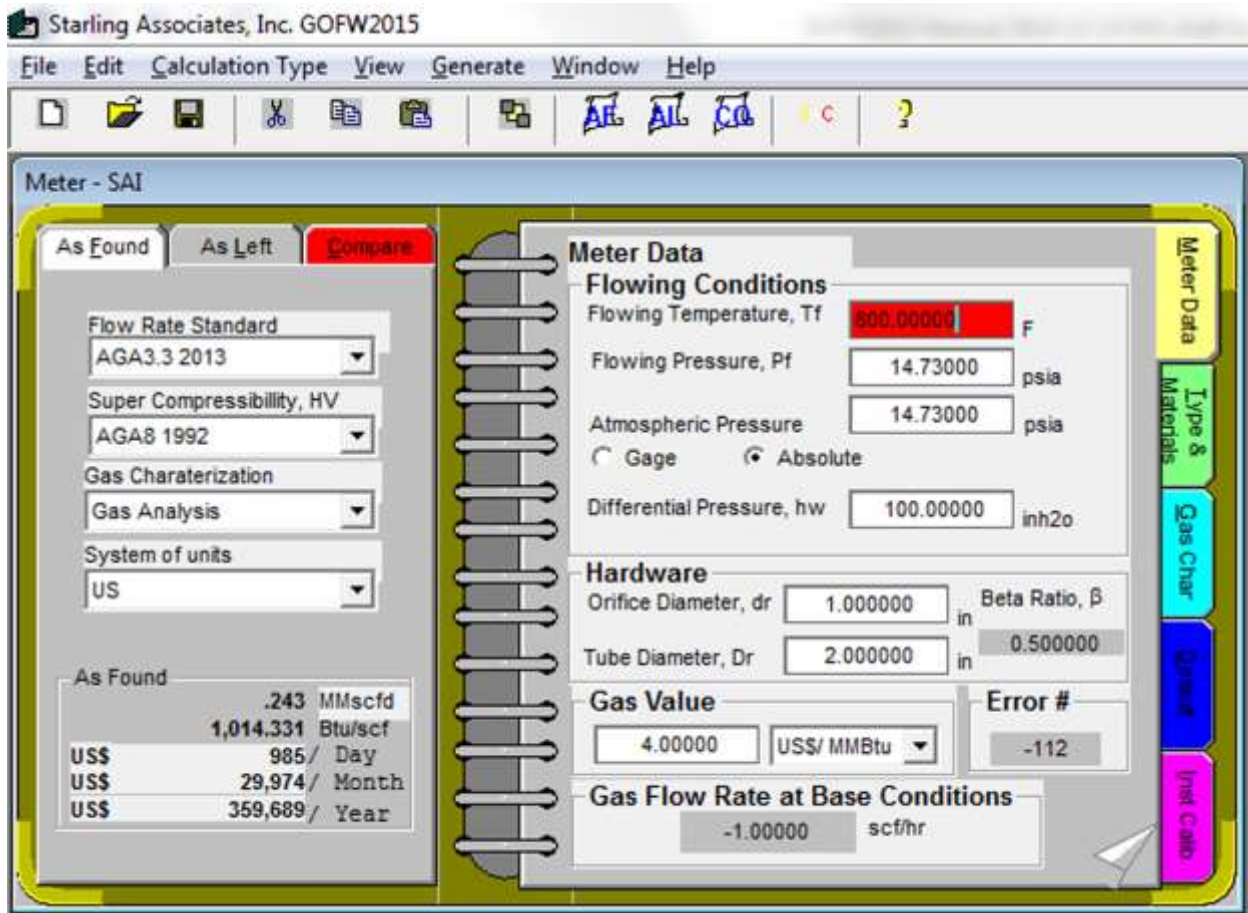 Starling Associates, Inc. GOFW2015
File Edit Calculation Type View Generate Window Help
AF AL CO C ?
Meter - SAI
As Found As Left Compare
Flow Rate Standard
AGA3.3 2013
Super Compressibillity, HV
AGA8 1992
Gas Charaterization
Gas Analysis
System of units
US
As Found
.243 MMscfd
1,014.331 Btu/scf
US$ 985/ Day
US$ 29,974/ Month
US$ 359,689/ Year
Meter Data
Flowing Conditions
Flowing Temperature, Tf 800.00000 F
Flowing Pressure, Pf 14.73000 psia
Atmospheric Pressure 14.73000 psia
Gage Absolute
Differential Pressure, hw 100.00000 inh2o
Hardware
Orifice Diameter, dr 1.000000 in Beta Ratio, β
Tube Diameter, Dr 2.000000 in 0.500000
Gas Value
4.00000 US$/ MMBtu
Error #
-112
Gas Flow Rate at Base Conditions
-1.00000 scf/hr
Meter Data
Type & Materials
Gas Char
Inst Calib